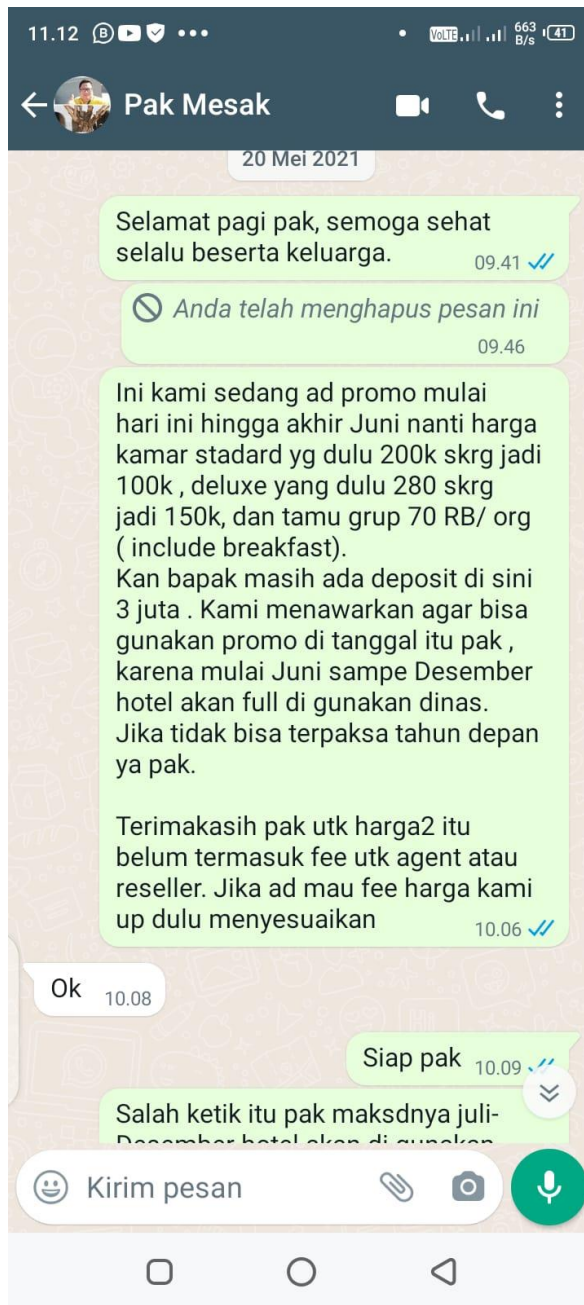 11.12 B •••
• VoLTE 663 B/s 41
Pak Mesak
20 Mei 2021
Selamat pagi pak, semoga sehat
selalu beserta keluarga. 09.41
Anda telah menghapus pesan ini
09.46
Ini kami sedang ad promo mulai
hari ini hingga akhir Juni nanti harga
kamar stadard yg dulu 200k skrg jadi
100k , deluxe yang dulu 280 skrg
jadi 150k, dan tamu grup 70 RB/ org
( include breakfast).
Kan bapak masih ada deposit di sini
3 juta . Kami menawarkan agar bisa
gunakan promo di tanggal itu pak ,
karena mulai Juni sampe Desember
hotel akan full di gunakan dinas.
Jika tidak bisa terpaksa tahun depan
ya pak.
Terimakasih pak utk harga2 itu
belum termasuk fee utk agent atau
reseller. Jika ad mau fee harga kami
up dulu menyesuaikan 10.06
Ok 10.08
Siap pak 10.09
Salah ketik itu pak maksdnya juli-
Desember hotel akan di gunakan
Kirim pesan